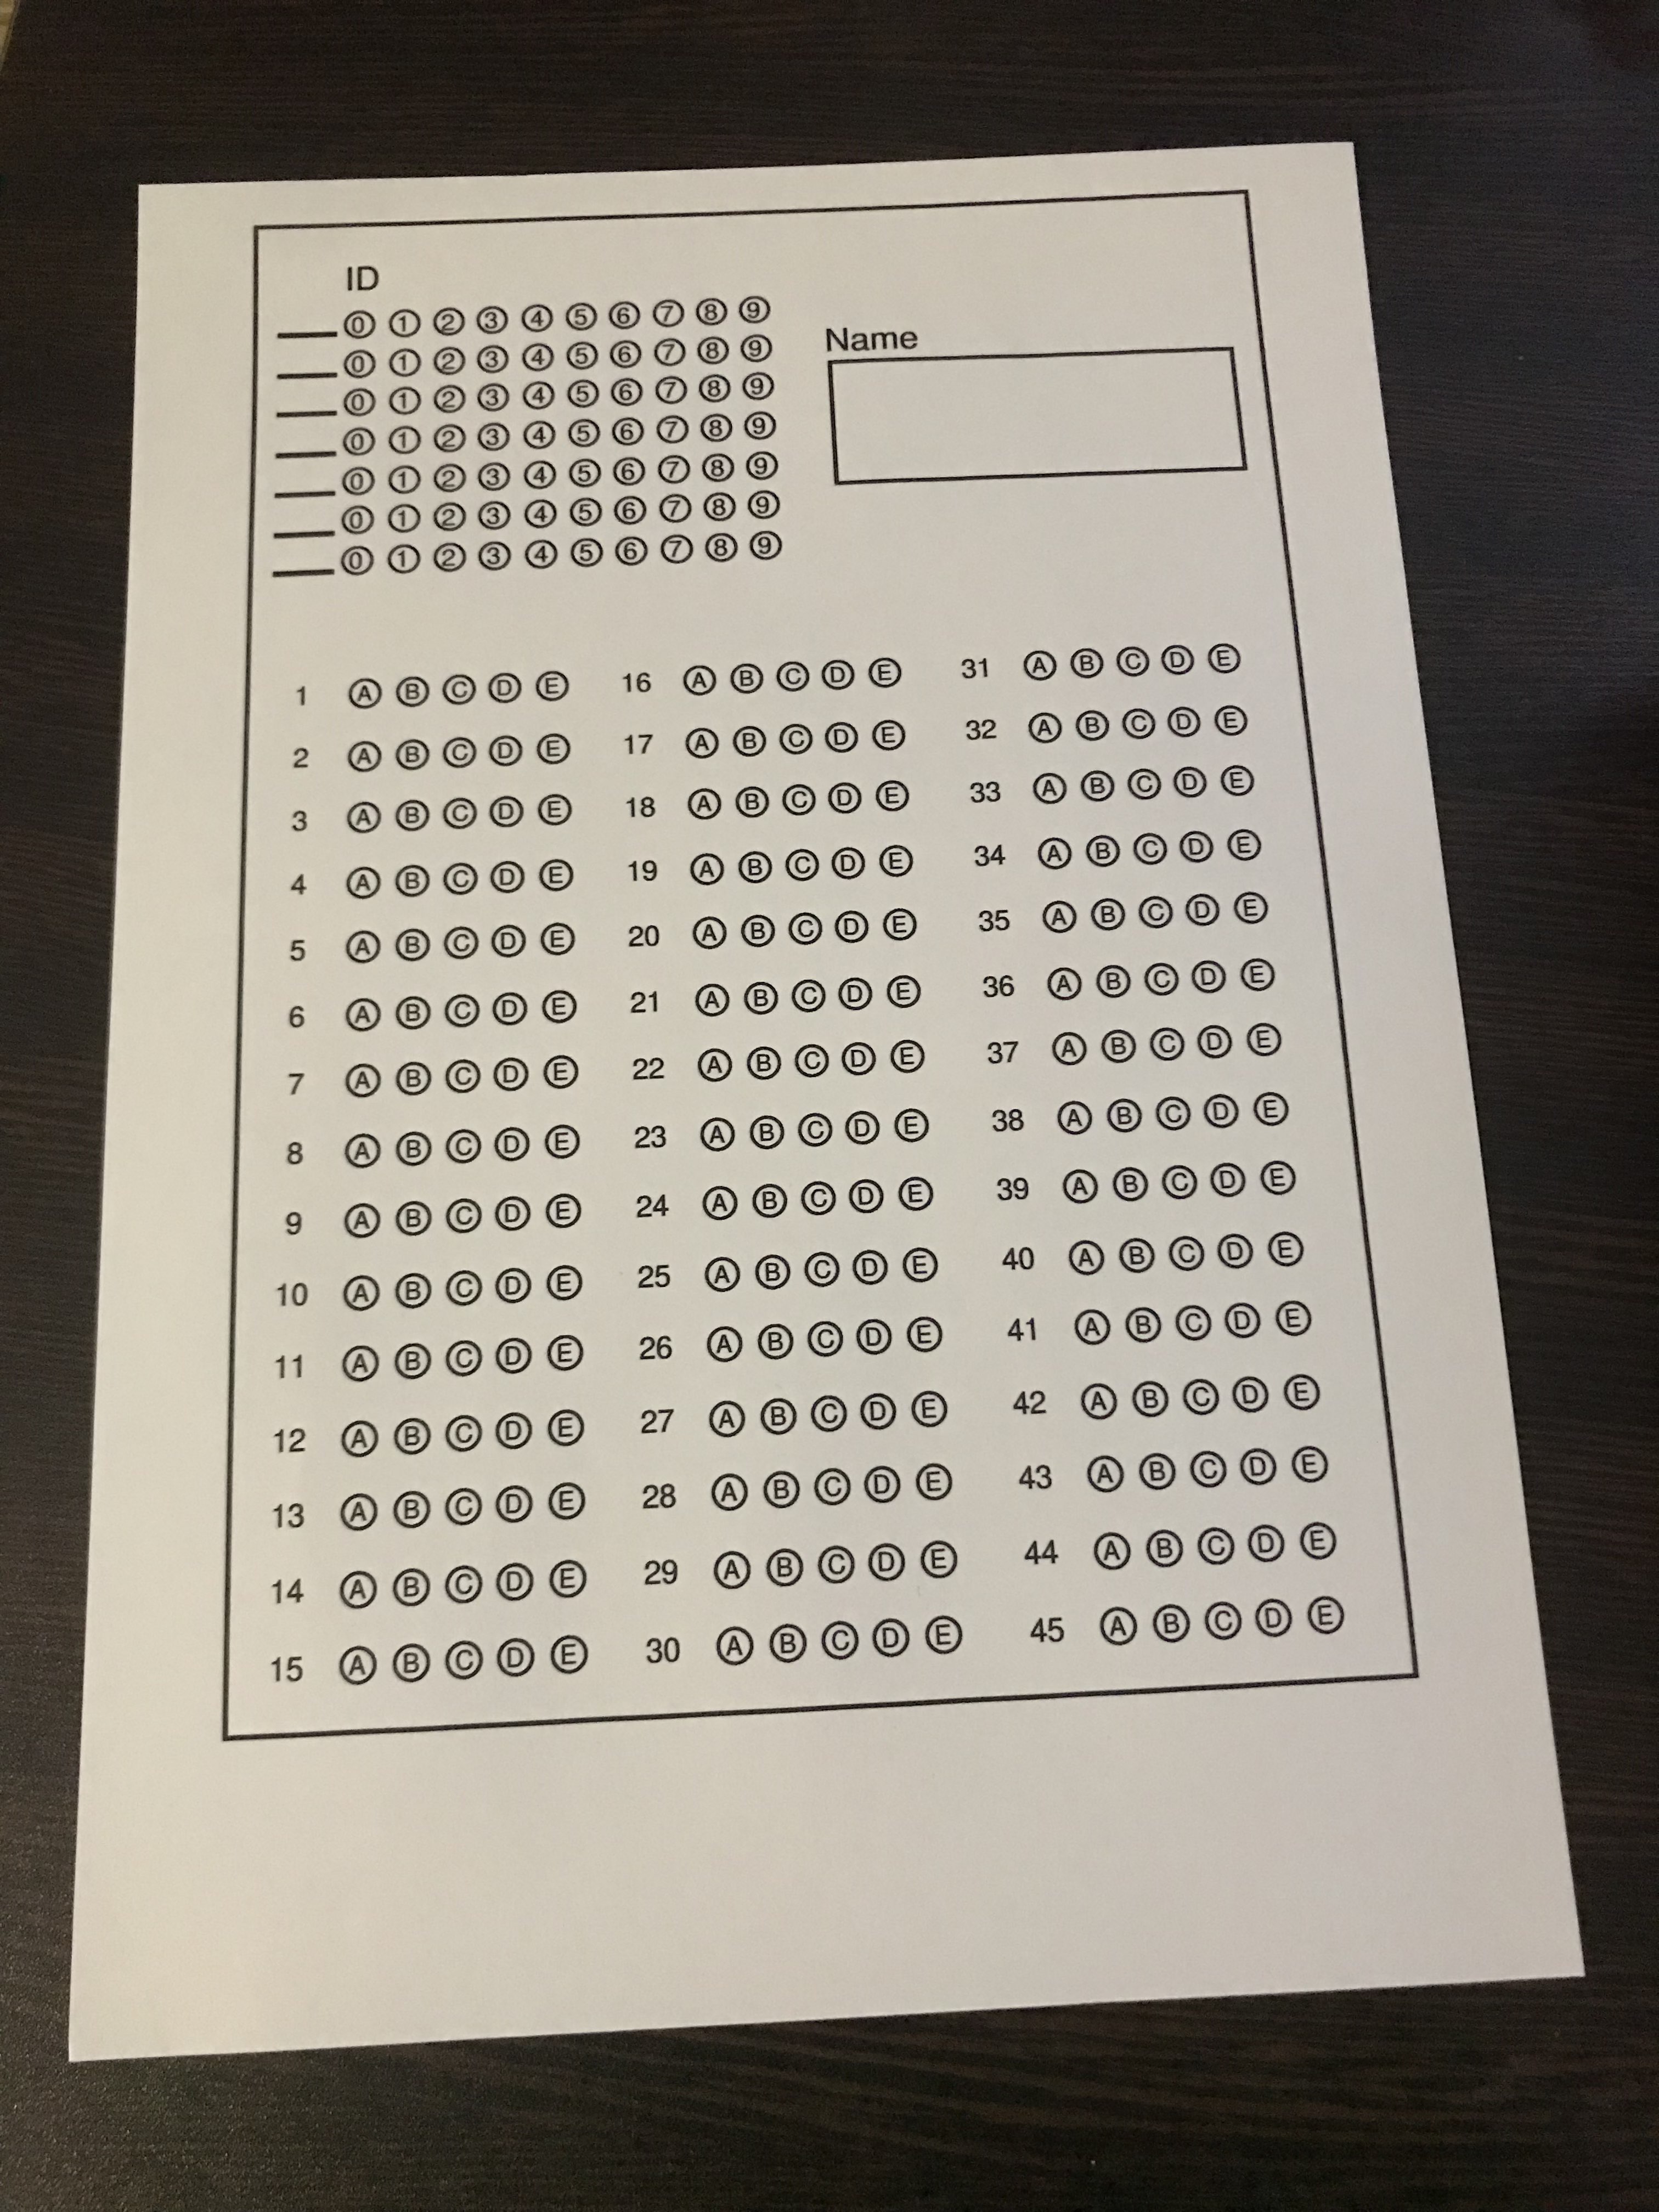 ID
0 1 2 3 4 5 6 7 8 9
0 1 2 3 4 5 6 7 8 9
0 1 2 3 4 5 6 7 8 9
0 1 2 3 4 5 6 7 8 9
0 1 2 3 4 5 6 7 8 9
0 1 2 3 4 5 6 7 8 9
0 1 2 3 4 5 6 7 8 9
Name
1 A B C D E
2 A B C D E
3 A B C D E
4 A B C D E
5 A B C D E
6 A B C D E
7 A B C D E
8 A B C D E
9 A B C D E
10 A B C D E
11 A B C D E
12 A B C D E
13 A B C D E
14 A B C D E
15 A B C D E
16 A B C D E
17 A B C D E
18 A B C D E
19 A B C D E
20 A B C D E
21 A B C D E
22 A B C D E
23 A B C D E
24 A B C D E
25 A B C D E
26 A B C D E
27 A B C D E
28 A B C D E
29 A B C D E
30 A B C D E
31 A B C D E
32 A B C D E
33 A B C D E
34 A B C D E
35 A B C D E
36 A B C D E
37 A B C D E
38 A B C D E
39 A B C D E
40 A B C D E
41 A B C D E
42 A B C D E
43 A B C D E
44 A B C D E
45 A B C D E